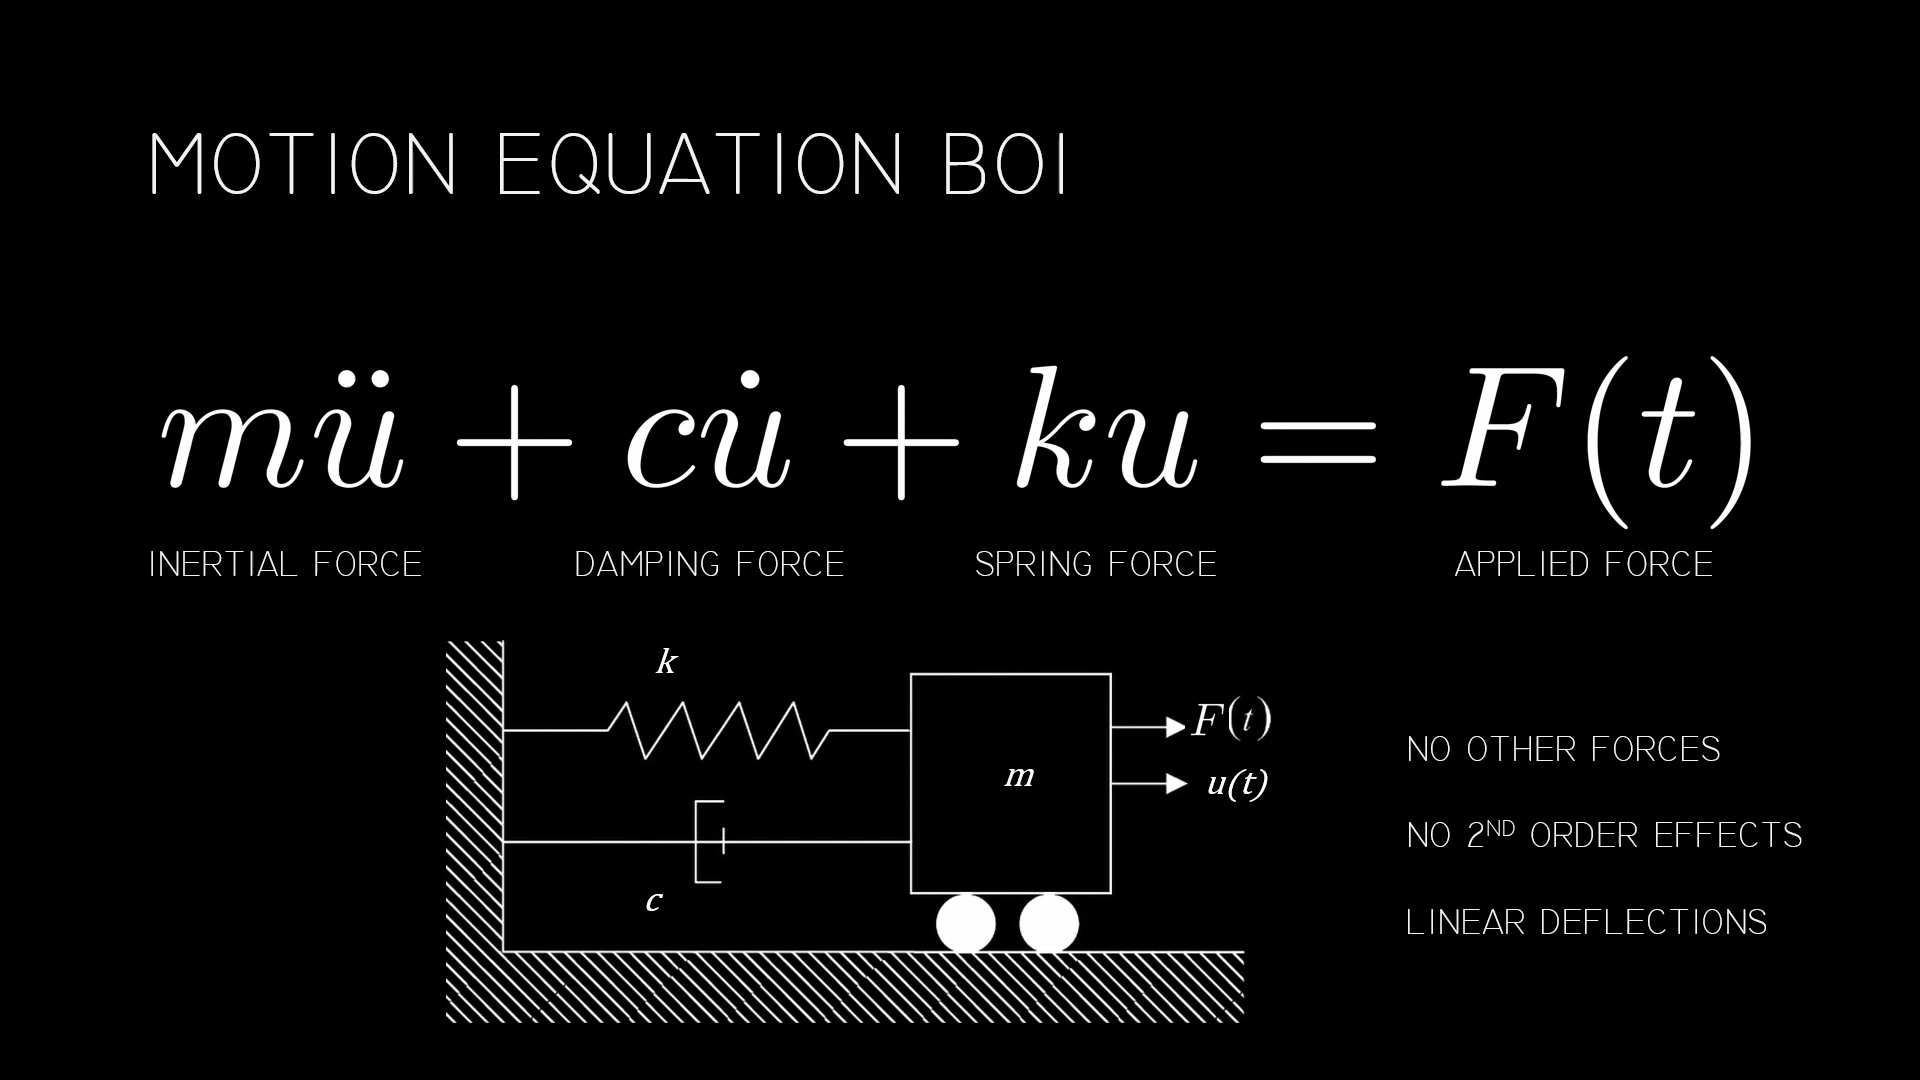 MOTION EQUATION BOI
mü + cu̇ + ku = F(t)
INERTIAL FORCE DAMPING FORCE SPRING FORCE APPLIED FORCE
k
F(t)
m
u(t)
c
NO OTHER FORCES
NO 2ND ORDER EFFECTS
LINEAR DEFLECTIONS